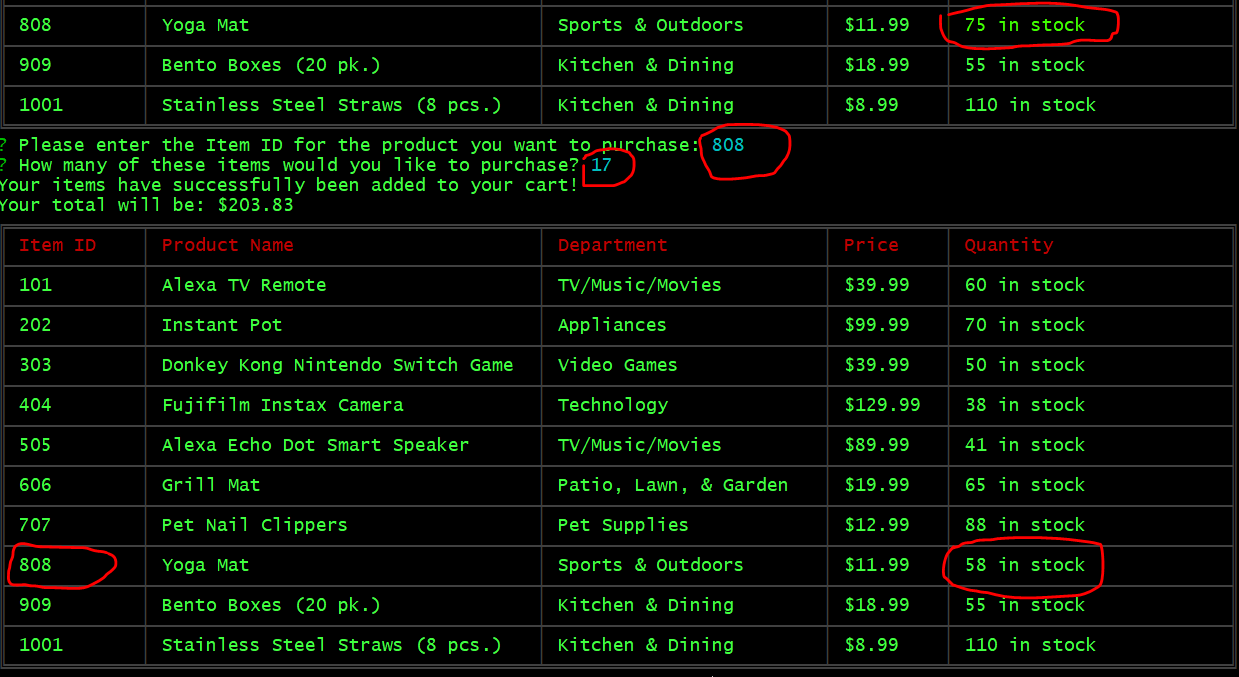 808 Yoga Mat Sports & Outdoors $11.99 75 in stock
909 Bento Boxes (20 pk.) Kitchen & Dining $18.99 55 in stock
1001 Stainless Steel Straws (8 pcs.) Kitchen & Dining $8.99 110 in stock
? Please enter the Item ID for the product you want to purchase: 808
? How many of these items would you like to purchase? 17
Your items have successfully been added to your cart!
Your total will be: $203.83
Item ID Product Name Department Price Quantity
101 Alexa TV Remote TV/Music/Movies $39.99 60 in stock
202 Instant Pot Appliances $99.99 70 in stock
303 Donkey Kong Nintendo Switch Game Video Games $39.99 50 in stock
404 Fujifilm Instax Camera Technology $129.99 38 in stock
505 Alexa Echo Dot Smart Speaker TV/Music/Movies $89.99 41 in stock
606 Grill Mat Patio, Lawn, & Garden $19.99 65 in stock
707 Pet Nail Clippers Pet Supplies $12.99 88 in stock
808 Yoga Mat Sports & Outdoors $11.99 58 in stock
909 Bento Boxes (20 pk.) Kitchen & Dining $18.99 55 in stock
1001 Stainless Steel Straws (8 pcs.) Kitchen & Dining $8.99 110 in stock